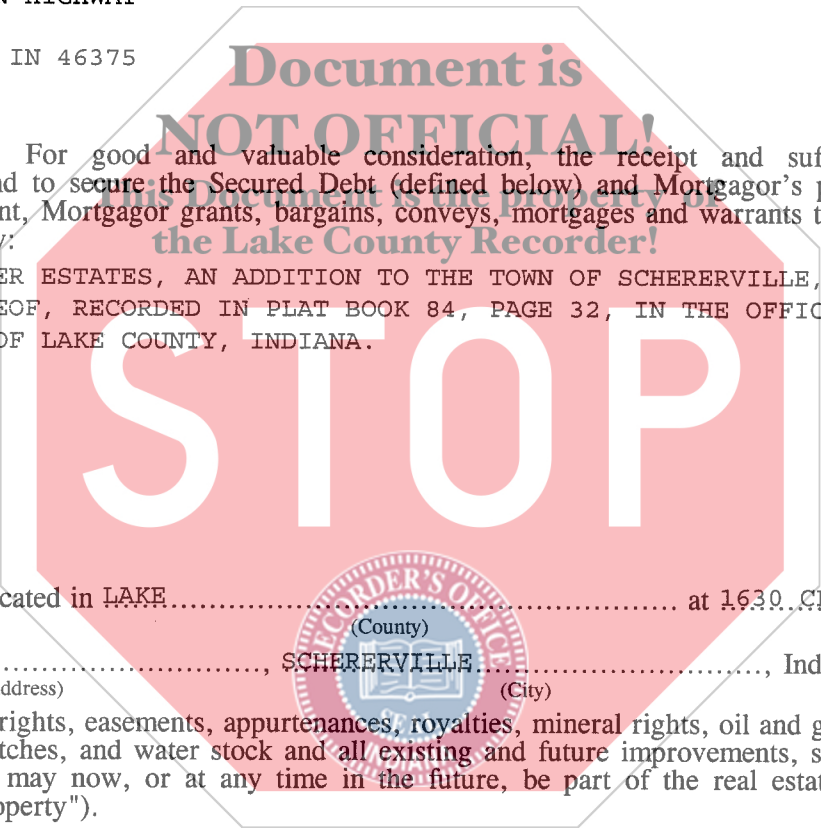 HIGHWAY
IN 46375
Document is
NOT OFFICIAL!
For good and valuable consideration, the receipt and suf
nd to secure the Secured Debt (defined below) and Mortgagor's p
This Document is the property of
nt, Mortgagor grants, bargains, conveys, mortgages and warrants t
y:
the Lake County Recorder!
ER ESTATES, AN ADDITION TO THE TOWN OF SCHERERVILLE,
EOF, RECORDED IN PLAT BOOK 84, PAGE 32, IN THE OFFIC
OF LAKE COUNTY, INDIANA.
STOP
cated in LAKE at 1630 C
(County)
RECORDER'S OFFICE
SEAL
INDIANA
, SCHERERVILLE, Ind
ddress) (City)
rights, easements, appurtenances, royalties, mineral rights, oil and g
tches, and water stock and all existing and future improvements, s
may now, or at any time in the future, be part of the real estat
operty").